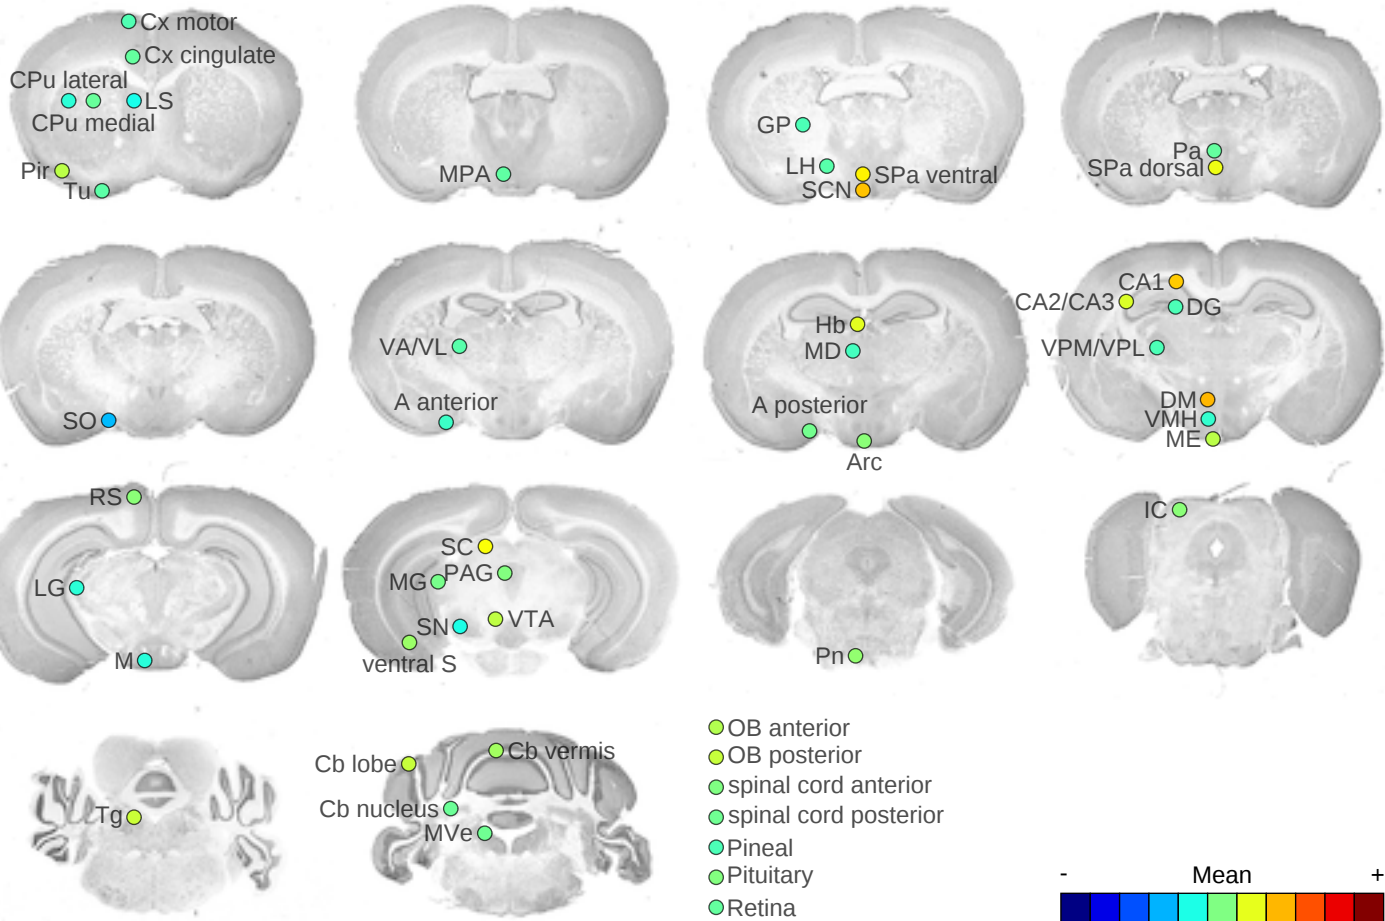 Cx motor
Cx cingulate
CPu lateral
LS
CPu medial
Pir
Tu
MPA
GP
LH
SPa ventral
SCN
Pa
SPa dorsal
SO
VA/VL
A anterior
Hb
MD
A posterior
Arc
CA1
CA2/CA3
DG
VPM/VPL
DM
VMH
ME
RS
LG
M
SC
MG
PAG
SN
VTA
ventral S
Pn
IC
Tg
Cb lobe
Cb vermis
Cb nucleus
MVe
OB anterior
OB posterior
spinal cord anterior
spinal cord posterior
Pineal
Pituitary
Retina
- Mean +